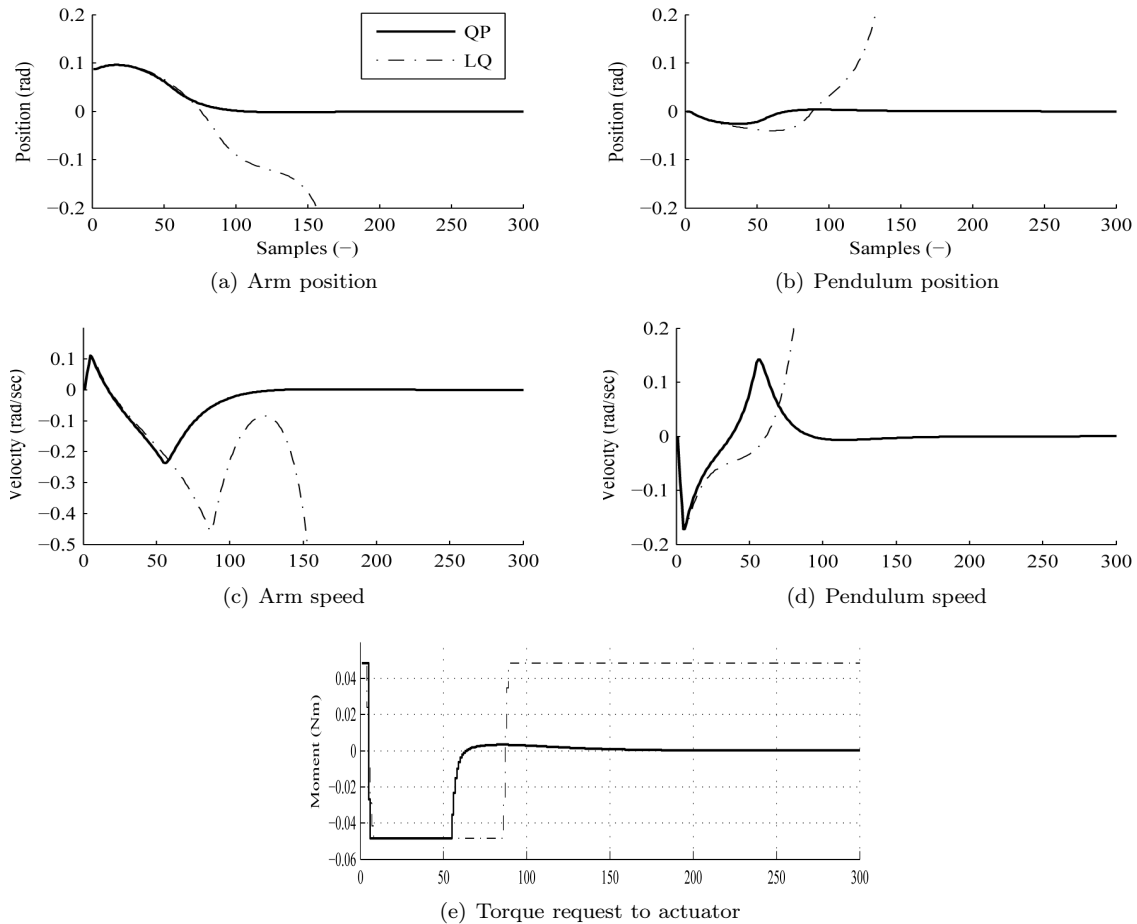 0.2
0.1
0
−0.1
−0.2
Position (rad)
QP
LQ
0 50 100 150 200 250 300
Samples (−)
(a) Arm position
0.2
0.1
0
−0.1
−0.2
Position (rad)
0 50 100 150 200 250 300
Samples (−)
(b) Pendulum position
0.1
0
−0.1
−0.2
−0.3
−0.4
−0.5
Velocity (rad/sec)
0 50 100 150 200 250 300
(c) Arm speed
0.2
0.1
0
−0.1
−0.2
Velocity (rad/sec)
0 50 100 150 200 250 300
(d) Pendulum speed
0.04
0.02
0
−0.02
−0.04
−0.06
Moment (Nm)
0 50 100 150 200 250 300
(e) Torque request to actuator